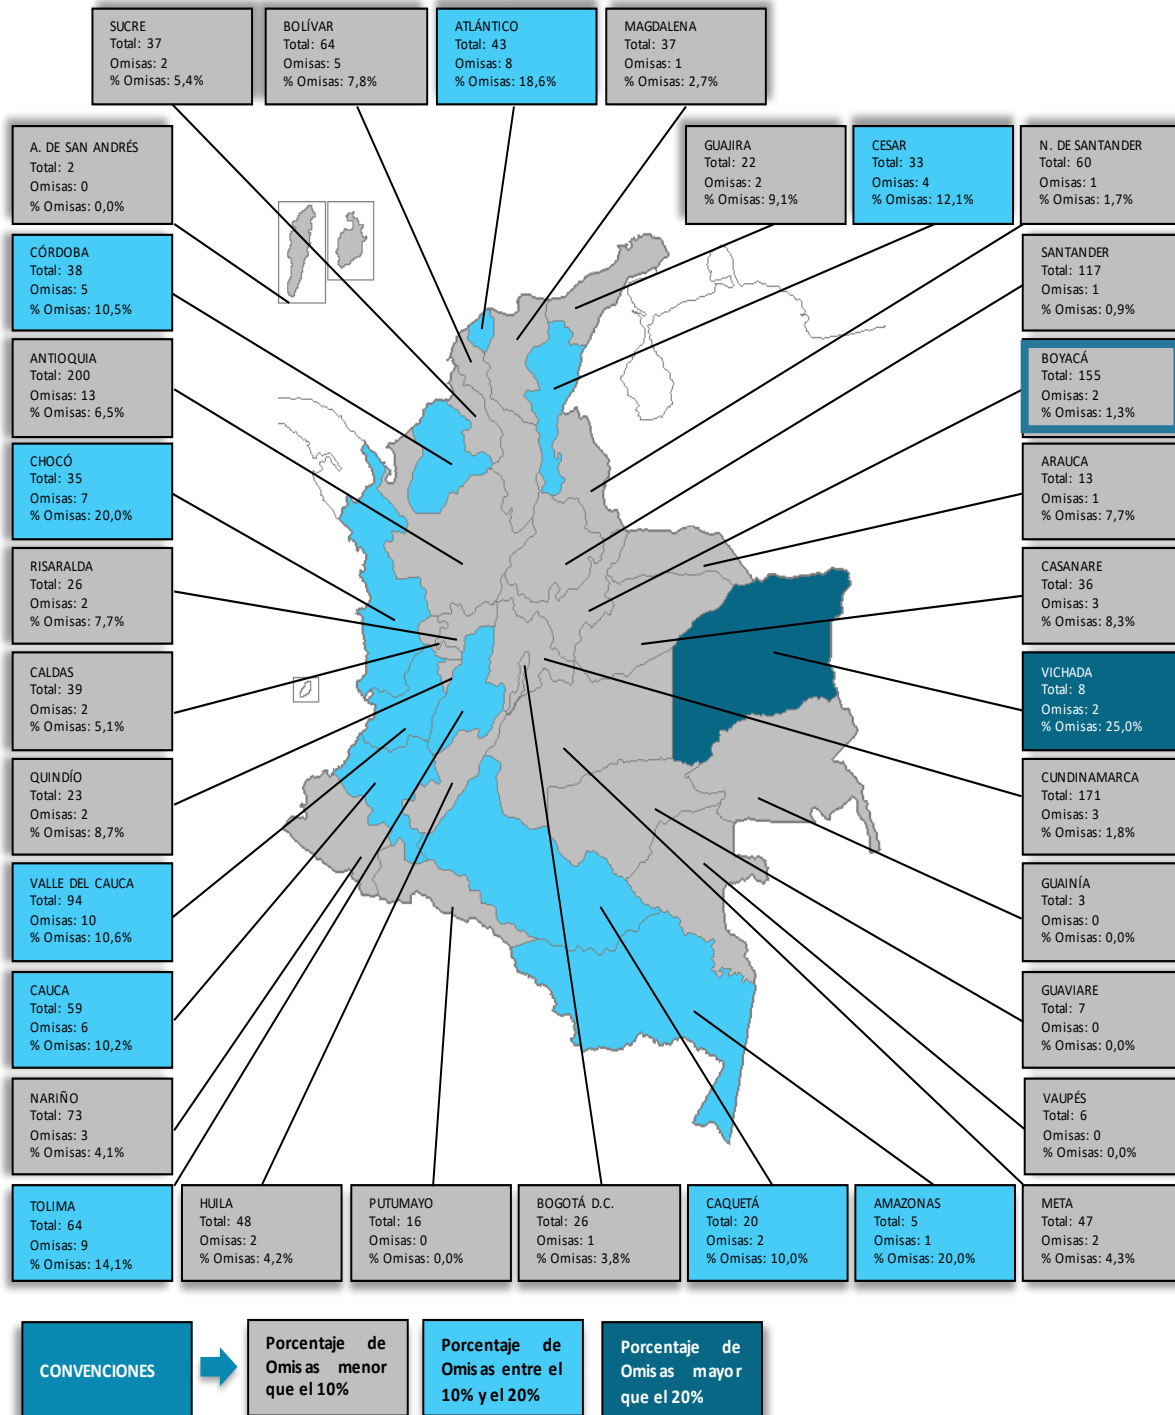 SUCRE
Total: 37
Omisas: 2
% Omisas: 5,4%
BOLÍVAR
Total: 64
Omisas: 5
% Omisas: 7,8%
ATLÁNTICO
Total: 43
Omisas: 8
% Omisas: 18,6%
MAGDALENA
Total: 37
Omisas: 1
% Omisas: 2,7%
A. DE SAN ANDRÉS
Total: 2
Omisas: 0
% Omisas: 0,0%
GUAJIRA
Total: 22
Omisas: 2
% Omisas: 9,1%
CESAR
Total: 33
Omisas: 4
% Omisas: 12,1%
N. DE SANTANDER
Total: 60
Omisas: 1
% Omisas: 1,7%
CÓRDOBA
Total: 38
Omisas: 5
% Omisas: 10,5%
SANTANDER
Total: 117
Omisas: 1
% Omisas: 0,9%
ANTIOQUIA
Total: 200
Omisas: 13
% Omisas: 6,5%
BOYACÁ
Total: 155
Omisas: 2
% Omisas: 1,3%
CHOCÓ
Total: 35
Omisas: 7
% Omisas: 20,0%
ARAUCA
Total: 13
Omisas: 1
% Omisas: 7,7%
RISARALDA
Total: 26
Omisas: 2
% Omisas: 7,7%
CASANARE
Total: 36
Omisas: 3
% Omisas: 8,3%
CALDAS
Total: 39
Omisas: 2
% Omisas: 5,1%
VICHADA
Total: 8
Omisas: 2
% Omisas: 25,0%
QUINDÍO
Total: 23
Omisas: 2
% Omisas: 8,7%
CUNDINAMARCA
Total: 171
Omisas: 3
% Omisas: 1,8%
VALLE DEL CAUCA
Total: 94
Omisas: 10
% Omisas: 10,6%
GUAINÍA
Total: 3
Omisas: 0
% Omisas: 0,0%
CAUCA
Total: 59
Omisas: 6
% Omisas: 10,2%
GUAVIARE
Total: 7
Omisas: 0
% Omisas: 0,0%
NARIÑO
Total: 73
Omisas: 3
% Omisas: 4,1%
VAUPÉS
Total: 6
Omisas: 0
% Omisas: 0,0%
TOLIMA
Total: 64
Omisas: 9
% Omisas: 14,1%
HUILA
Total: 48
Omisas: 2
% Omisas: 4,2%
PUTUMAYO
Total: 16
Omisas: 0
% Omisas: 0,0%
BOGOTÁ D.C.
Total: 26
Omisas: 1
% Omisas: 3,8%
CAQUETÁ
Total: 20
Omisas: 2
% Omisas: 10,0%
AMAZONAS
Total: 5
Omisas: 1
% Omisas: 20,0%
META
Total: 47
Omisas: 2
% Omisas: 4,3%
CONVENCIONES
Porcentaje de
Omisas menor
que el 10%
Porcentaje de
Omisas entre el
10% y el 20%
Porcentaje de
Omisas mayor
que el 20%